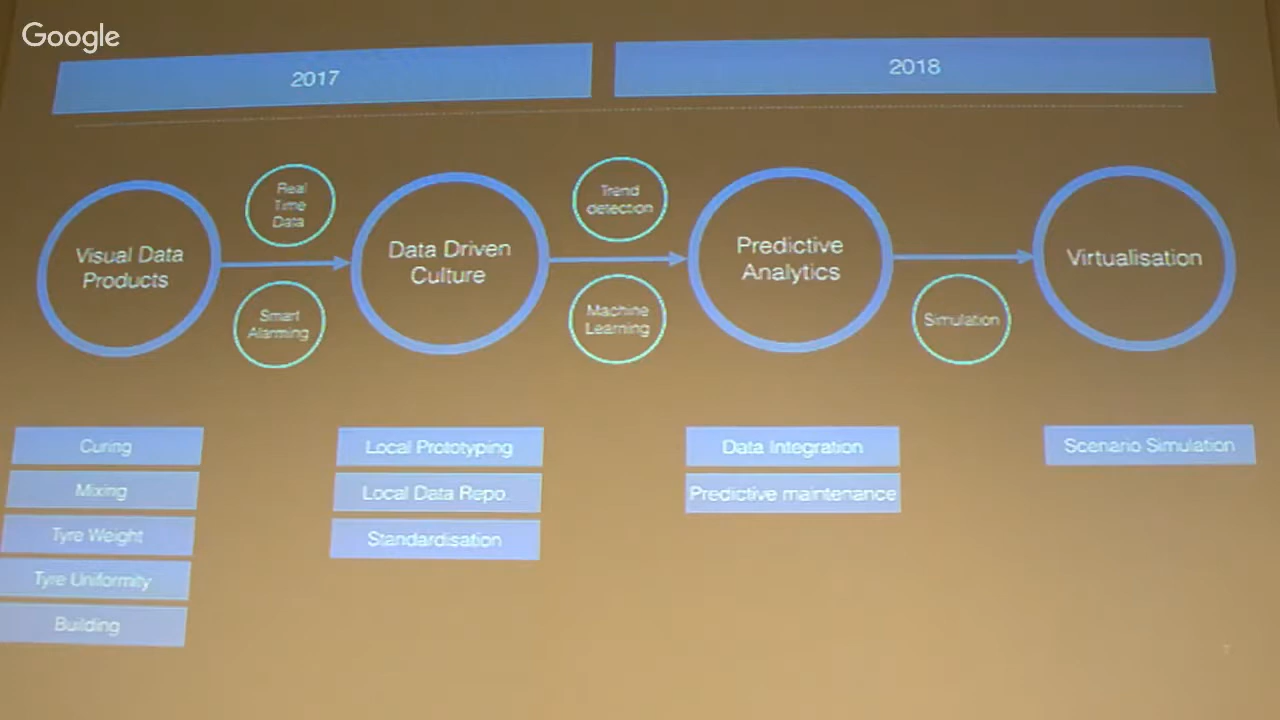 Google
2017
2018
Real
Time
Data
Trend
detection
Visual Data
Products
Data Driven
Culture
Predictive
Analytics
Virtualisation
Smart
Alarming
Machine
Learning
Simulation
Curing
Mixing
Tyre Weight
Tyre Uniformity
Building
Local Prototyping
Local Data Repo.
Standardisation
Data Integration
Predictive maintenance
Scenario Simulation